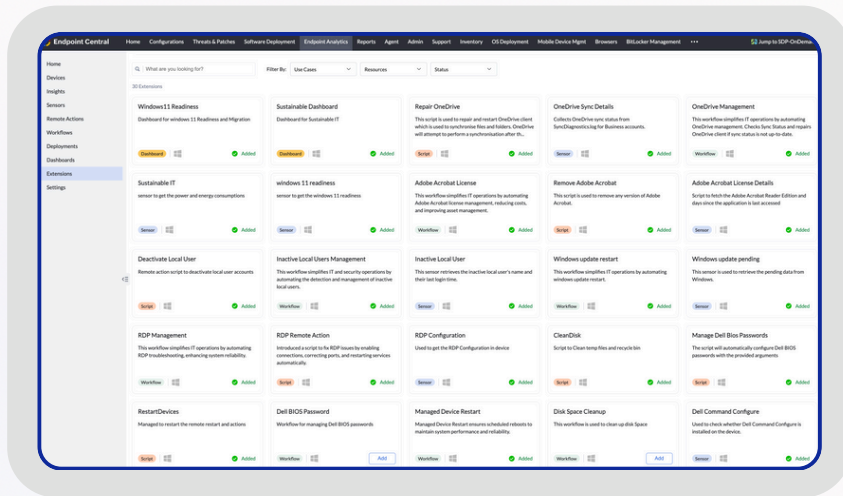 Endpoint Central Home Configurations Threats & Patches Software Deployment Endpoint Analytics Reports Agent Admin Support Inventory OS Deployment Mobile Device Mgmt Browsers BitLocker Management ••• Jump to SDP-OnDema
Home
Devices
Insights
Sensors
Remote Actions
Workflows
Deployments
Dashboards
Extensions
Settings
What are you looking for? Filter By: Use Cases Resources Status
30 Extensions
Windows11 Readiness
Dashboard for windows 11 Readiness and Migration
Dashboard Added
Sustainable Dashboard
Dashboard for Sustainable IT
Dashboard Added
Repair OneDrive
This script is used to repair and restart OneDrive client
which is used to synchronise files and folders. OneDrive
will attempt to perform a synchronisation after th...
Script Added
OneDrive Sync Details
Collects OneDrive sync status from
SyncDiagnostics.log for Business accounts.
Sensor Added
OneDrive Management
This workflow simplifies IT operations by automating
OneDrive management. Checks Sync Status and repairs
OneDrive client if sync status is not up-to-date.
Workflow Added
Sustainable IT
sensor to get the power and energy consumptions
Sensor Added
windows 11 readiness
sensor to get the windows 11 readiness
Sensor Added
Adobe Acrobat License
This workflow simplifies IT operations by automating
Adobe Acrobat license management, reducing costs,
and improving asset management.
Workflow Added
Remove Adobe Acrobat
This script is used to remove any version of Adobe
Acrobat.
Script Added
Adobe Acrobat License Details
Script to fetch the Adobe Acrobat Reader Edition and
days since the application is last accessed
Sensor Added
Deactivate Local User
Remote action script to deactivate local user accounts
Script Added
Inactive Local Users Management
This workflow simplifies IT and security operations by
automating the detection and management of inactive
local users.
Workflow Added
Inactive Local User
This sensor retrieves the inactive local user's name and
their last login time.
Sensor Added
Windows update restart
This workflow simplifies IT operations by automating
windows update restart.
Workflow Added
Windows update pending
This sensor is used to retrieve the pending data from
Windows.
Sensor Added
RDP Management
This workflow simplifies IT operations by automating
RDP troubleshooting, enhancing system reliability.
Workflow Added
RDP Remote Action
Introduced a script to fix RDP issues by enabling
connections, correcting ports, and restarting services
automatically.
Script Added
RDP Configuration
Used to get the RDP Configuration in device
Sensor Added
CleanDisk
Script to Clean temp files and recycle bin
Script Added
Manage Dell Bios Passwords
The script will automatically configure Dell BIOS
passwords with the provided arguments
Script Added
RestartDevices
Managed to restart the remote restart and actions
Script Added
Dell BIOS Password
Workflow for managing Dell BIOS passwords
Workflow Add
Managed Device Restart
Managed Device Restart ensures scheduled reboots to
maintain system performance and reliability.
Workflow Added
Disk Space Cleanup
This workflow is used to clean up disk Space
Workflow Add
Dell Command Configure
Used to check whether Dell Command Configure is
installed on the device.
Sensor Added